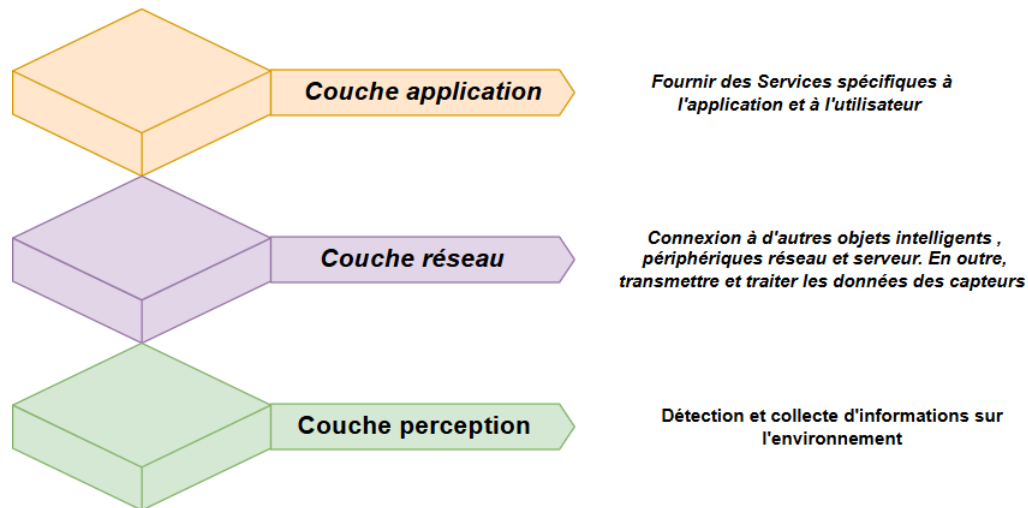 Couche application
Fournir des Services spécifiques à
l'application et à l'utilisateur
Couche réseau
Connexion à d'autres objets intelligents ,
périphériques réseau et serveur. En outre,
transmettre et traiter les données des capteurs
Couche perception
Détection et collecte d'informations sur
l'environnement